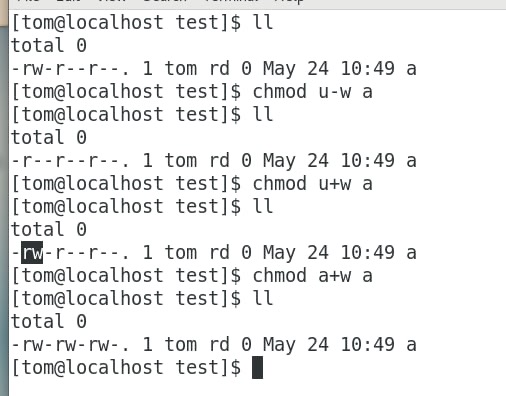 [tom@localhost test]$ ll
total 0
-rw-r--r--. 1 tom rd 0 May 24 10:49 a
[tom@localhost test]$ chmod u-w a
[tom@localhost test]$ ll
total 0
-r--r--r--. 1 tom rd 0 May 24 10:49 a
[tom@localhost test]$ chmod u+w a
[tom@localhost test]$ ll
total 0
-rw-r--r--. 1 tom rd 0 May 24 10:49 a
[tom@localhost test]$ chmod a+w a
[tom@localhost test]$ ll
total 0
-rw-rw-rw-. 1 tom rd 0 May 24 10:49 a
[tom@localhost test]$